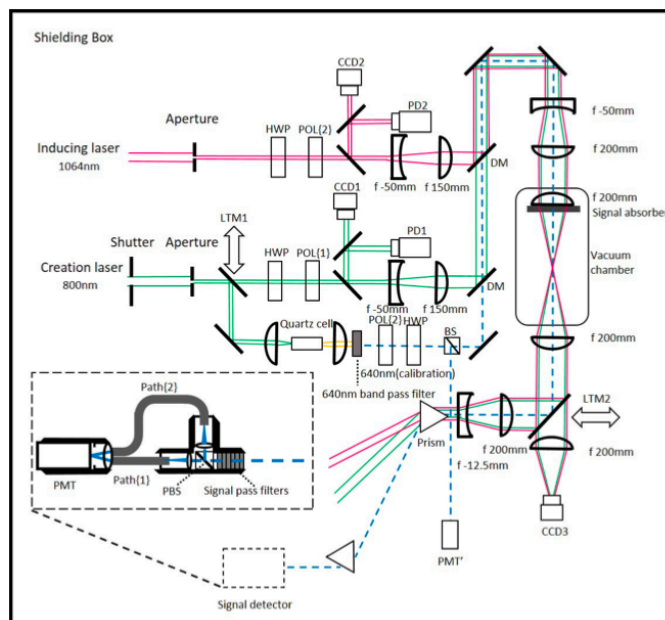 Shielding Box
CCD2
Aperture
PD2
Inducing laser
1064nm
HWP
POL(2)
f -50mm
f 150mm
DM
f -50mm
f 200mm
f 200mm
Signal absorber
Vacuum
chamber
CCD1
LTM1
Shutter
Aperture
HWP
POL(1)
PD1
Creation laser
800nm
f -50mm
f 150mm
DM
Quartz cell
POL(2)
HWP
BS
640nm(calibration)
640nm band pass filter
f 200mm
LTM2
Prism
f 200mm
f -12.5mm
f 200mm
CCD3
Path(2)
PMT
Path(1)
PBS
Signal pass filters
PMT'
Signal detector